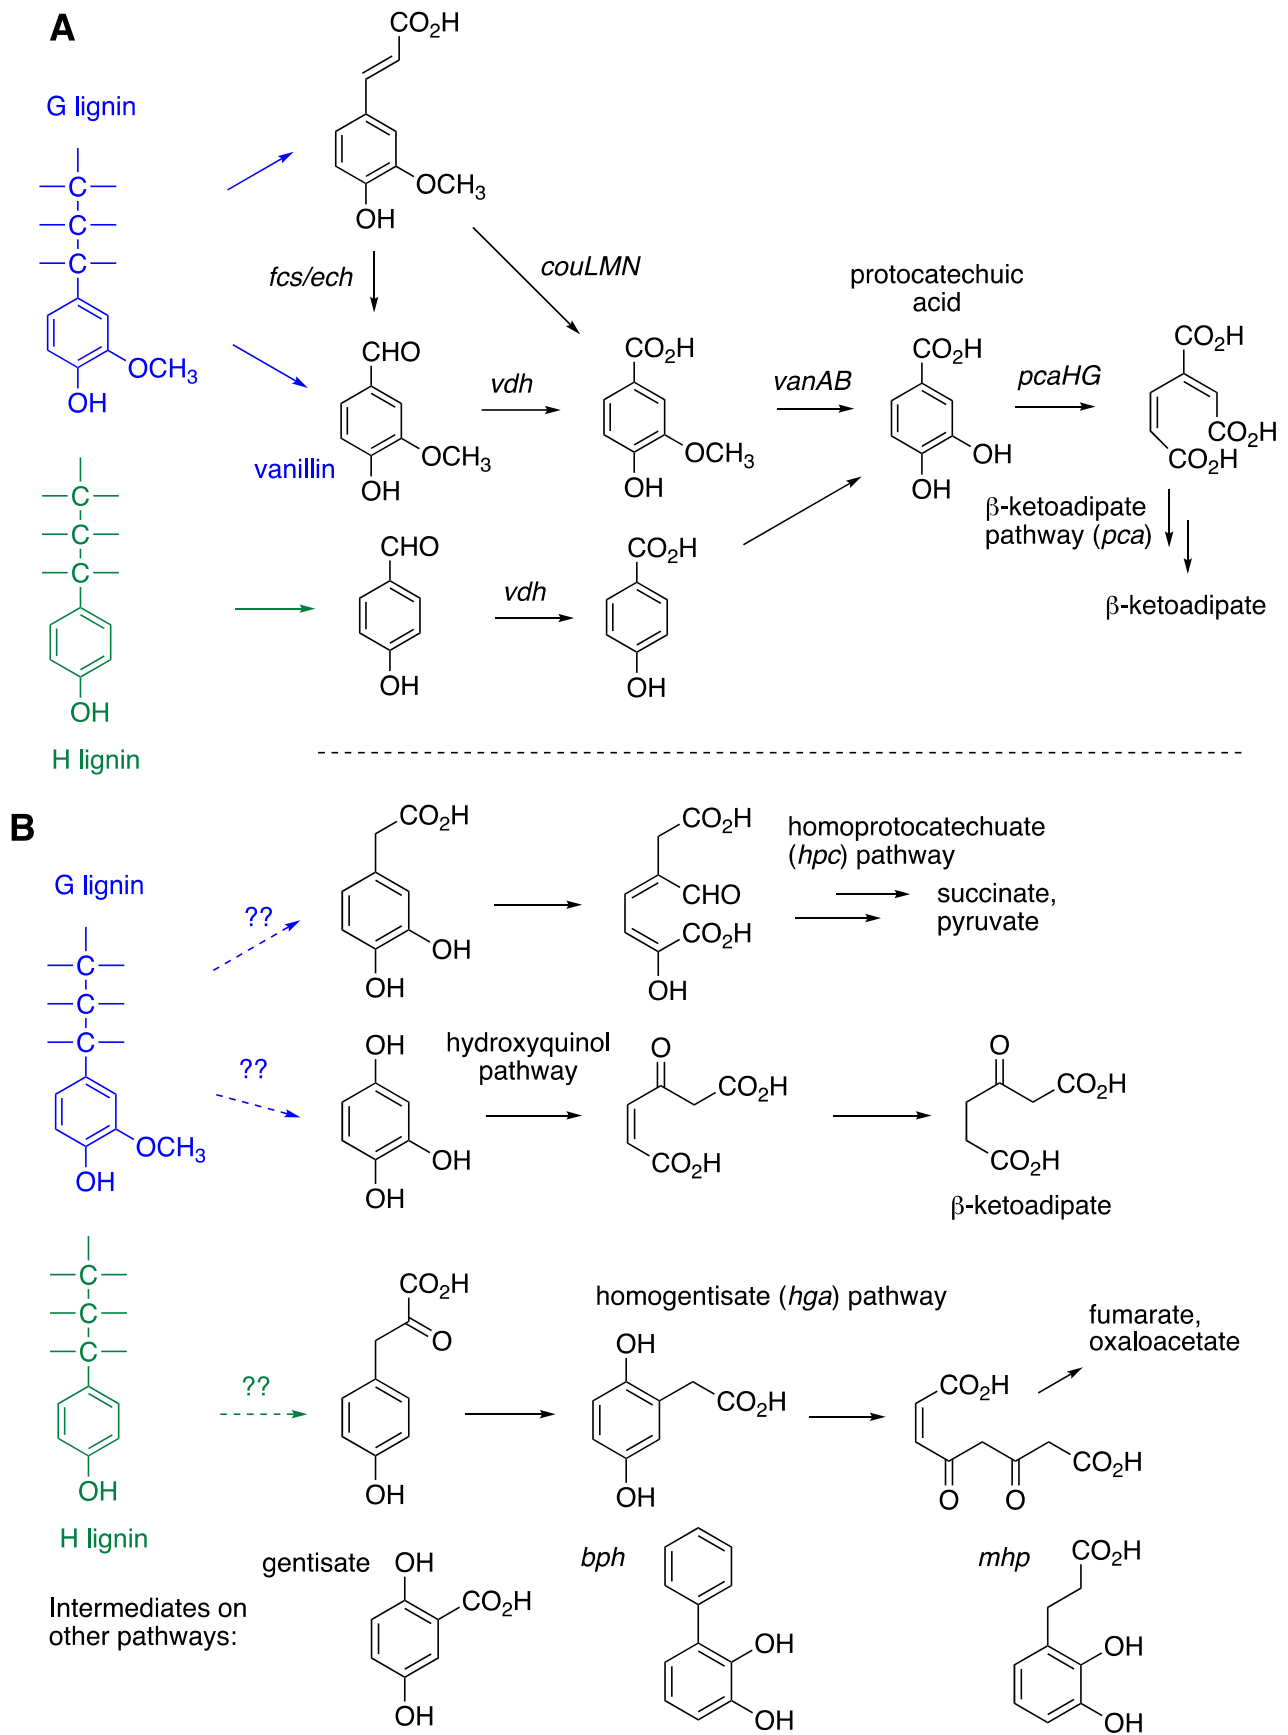 A
CO₂H
G lignin
C
C
C
OCH₃
OH
OCH₃
OH
fcs/ech
couLMN
protocatechuic
acid
CHO
vdh
OCH₃
OH
vanillin
CO₂H
vanAB
OCH₃
OH
CO₂H
pcaHG
OH
OH
CO₂H
CO₂H
CO₂H
β-ketoadipate
pathway (pca)
β-ketoadipate
C
C
C
OH
H lignin
CHO
vdh
OH
CO₂H
OH
B
G lignin
C
C
C
OCH₃
OH
??
CO₂H
OH
OH
CO₂H
CHO
CO₂H
OH
homoprotocatechuate
(hpc) pathway
succinate,
pyruvate
??
OH
OH
OH
hydroxyquinol
pathway
O
CO₂H
CO₂H
O
CO₂H
CO₂H
β-ketoadipate
C
C
C
OH
H lignin
??
CO₂H
O
OH
homogentisate (hga) pathway
OH
CO₂H
OH
CO₂H
CO₂H
O
O
fumarate,
oxaloacetate
Intermediates on
other pathways:
gentisate
OH
CO₂H
OH
bph
OH
OH
mhp
CO₂H
OH
OH